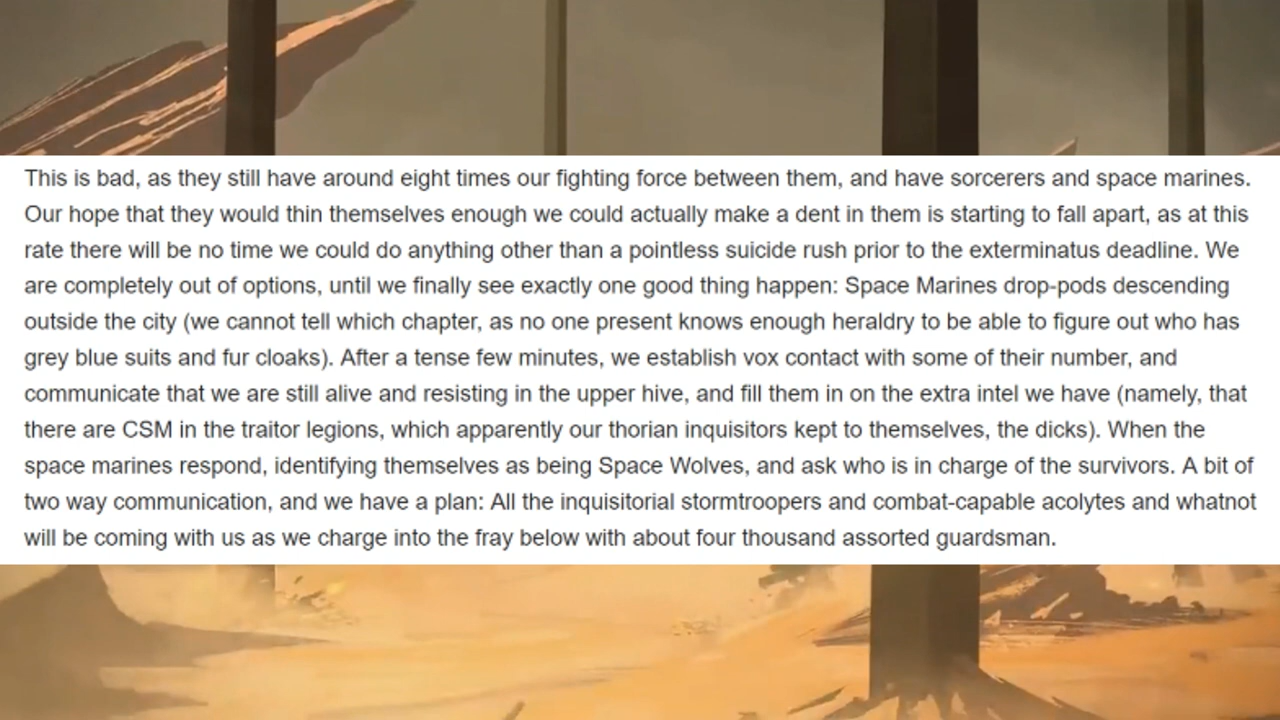 This is bad, as they still have around eight times our fighting force between them, and have sorcerers and space marines.
Our hope that they would thin themselves enough we could actually make a dent in them is starting to fall apart, as at this
rate there will be no time we could do anything other than a pointless suicide rush prior to the exterminatus deadline. We
are completely out of options, until we finally see exactly one good thing happen: Space Marines drop-pods descending
outside the city (we cannot tell which chapter, as no one present knows enough heraldry to be able to figure out who has
grey blue suits and fur cloaks). After a tense few minutes, we establish vox contact with some of their number, and
communicate that we are still alive and resisting in the upper hive, and fill them in on the extra intel we have (namely, that
there are CSM in the traitor legions, which apparently our thorian inquisitors kept to themselves, the dicks). When the
space marines respond, identifying themselves as being Space Wolves, and ask who is in charge of the survivors. A bit of
two way communication, and we have a plan: All the inquisitorial stormtroopers and combat-capable acolytes and whatnot
will be coming with us as we charge into the fray below with about four thousand assorted guardsman.